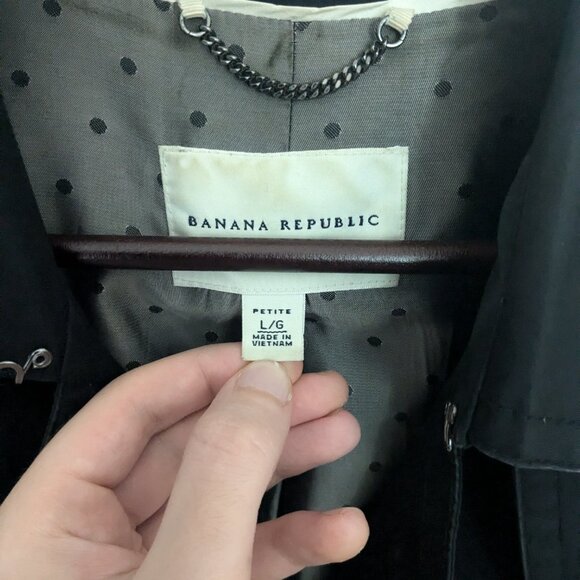 BANANA REPUBLIC
PETITE
L/G
MADE IN
VIETNAM